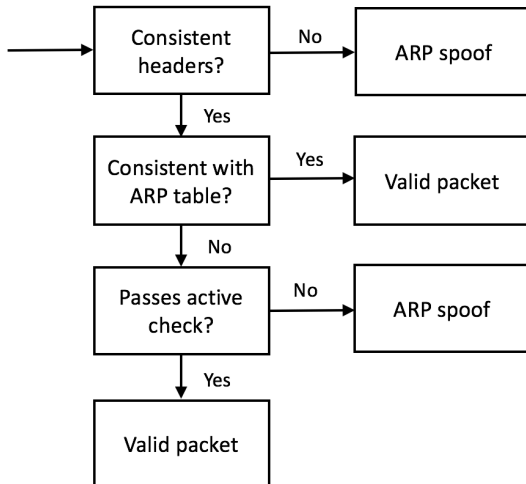 Consistent
headers?
No
ARP spoof
Yes
Consistent with
ARP table?
Yes
Valid packet
No
Passes active
check?
No
ARP spoof
Yes
Valid packet